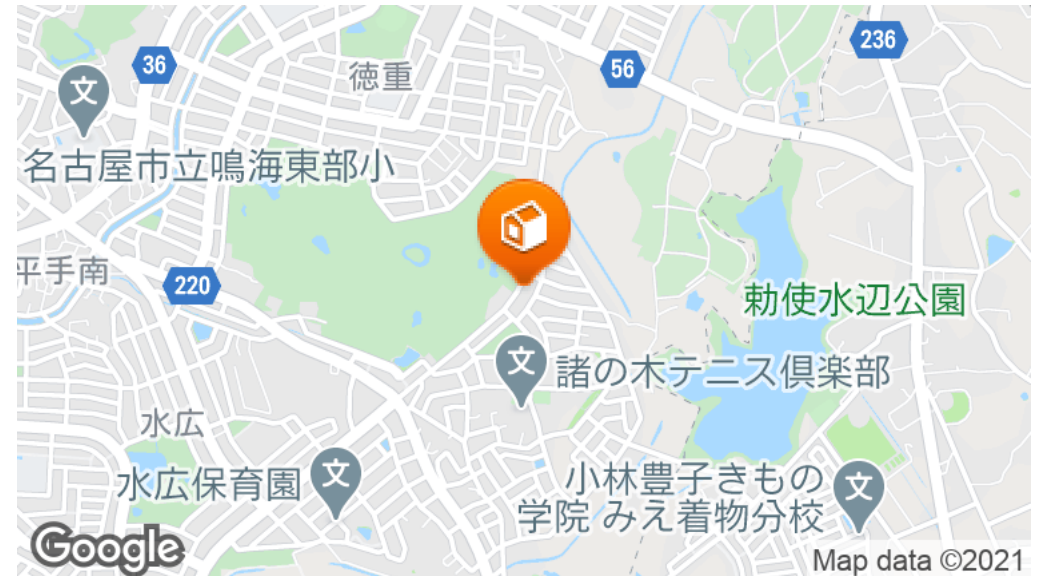 236
36
徳重
56
文
名古屋市立鳴海東部小
平手南
220
勅使水辺公園
文
諸の木テニス倶楽部
水広
水広保育園
文
小林豊子きもの
学院 みえ着物分校
文
Google
Map data ©2021